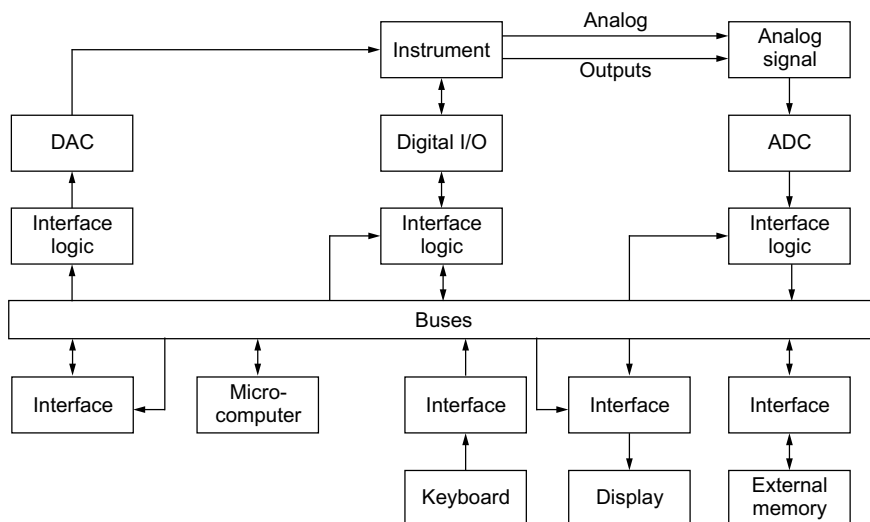 Analog
Instrument
Outputs
Analog
signal
DAC
Digital I/O
ADC
Interface
logic
Interface
logic
Interface
logic
Buses
Interface
Micro-
computer
Interface
Interface
Interface
Keyboard
Display
External
memory